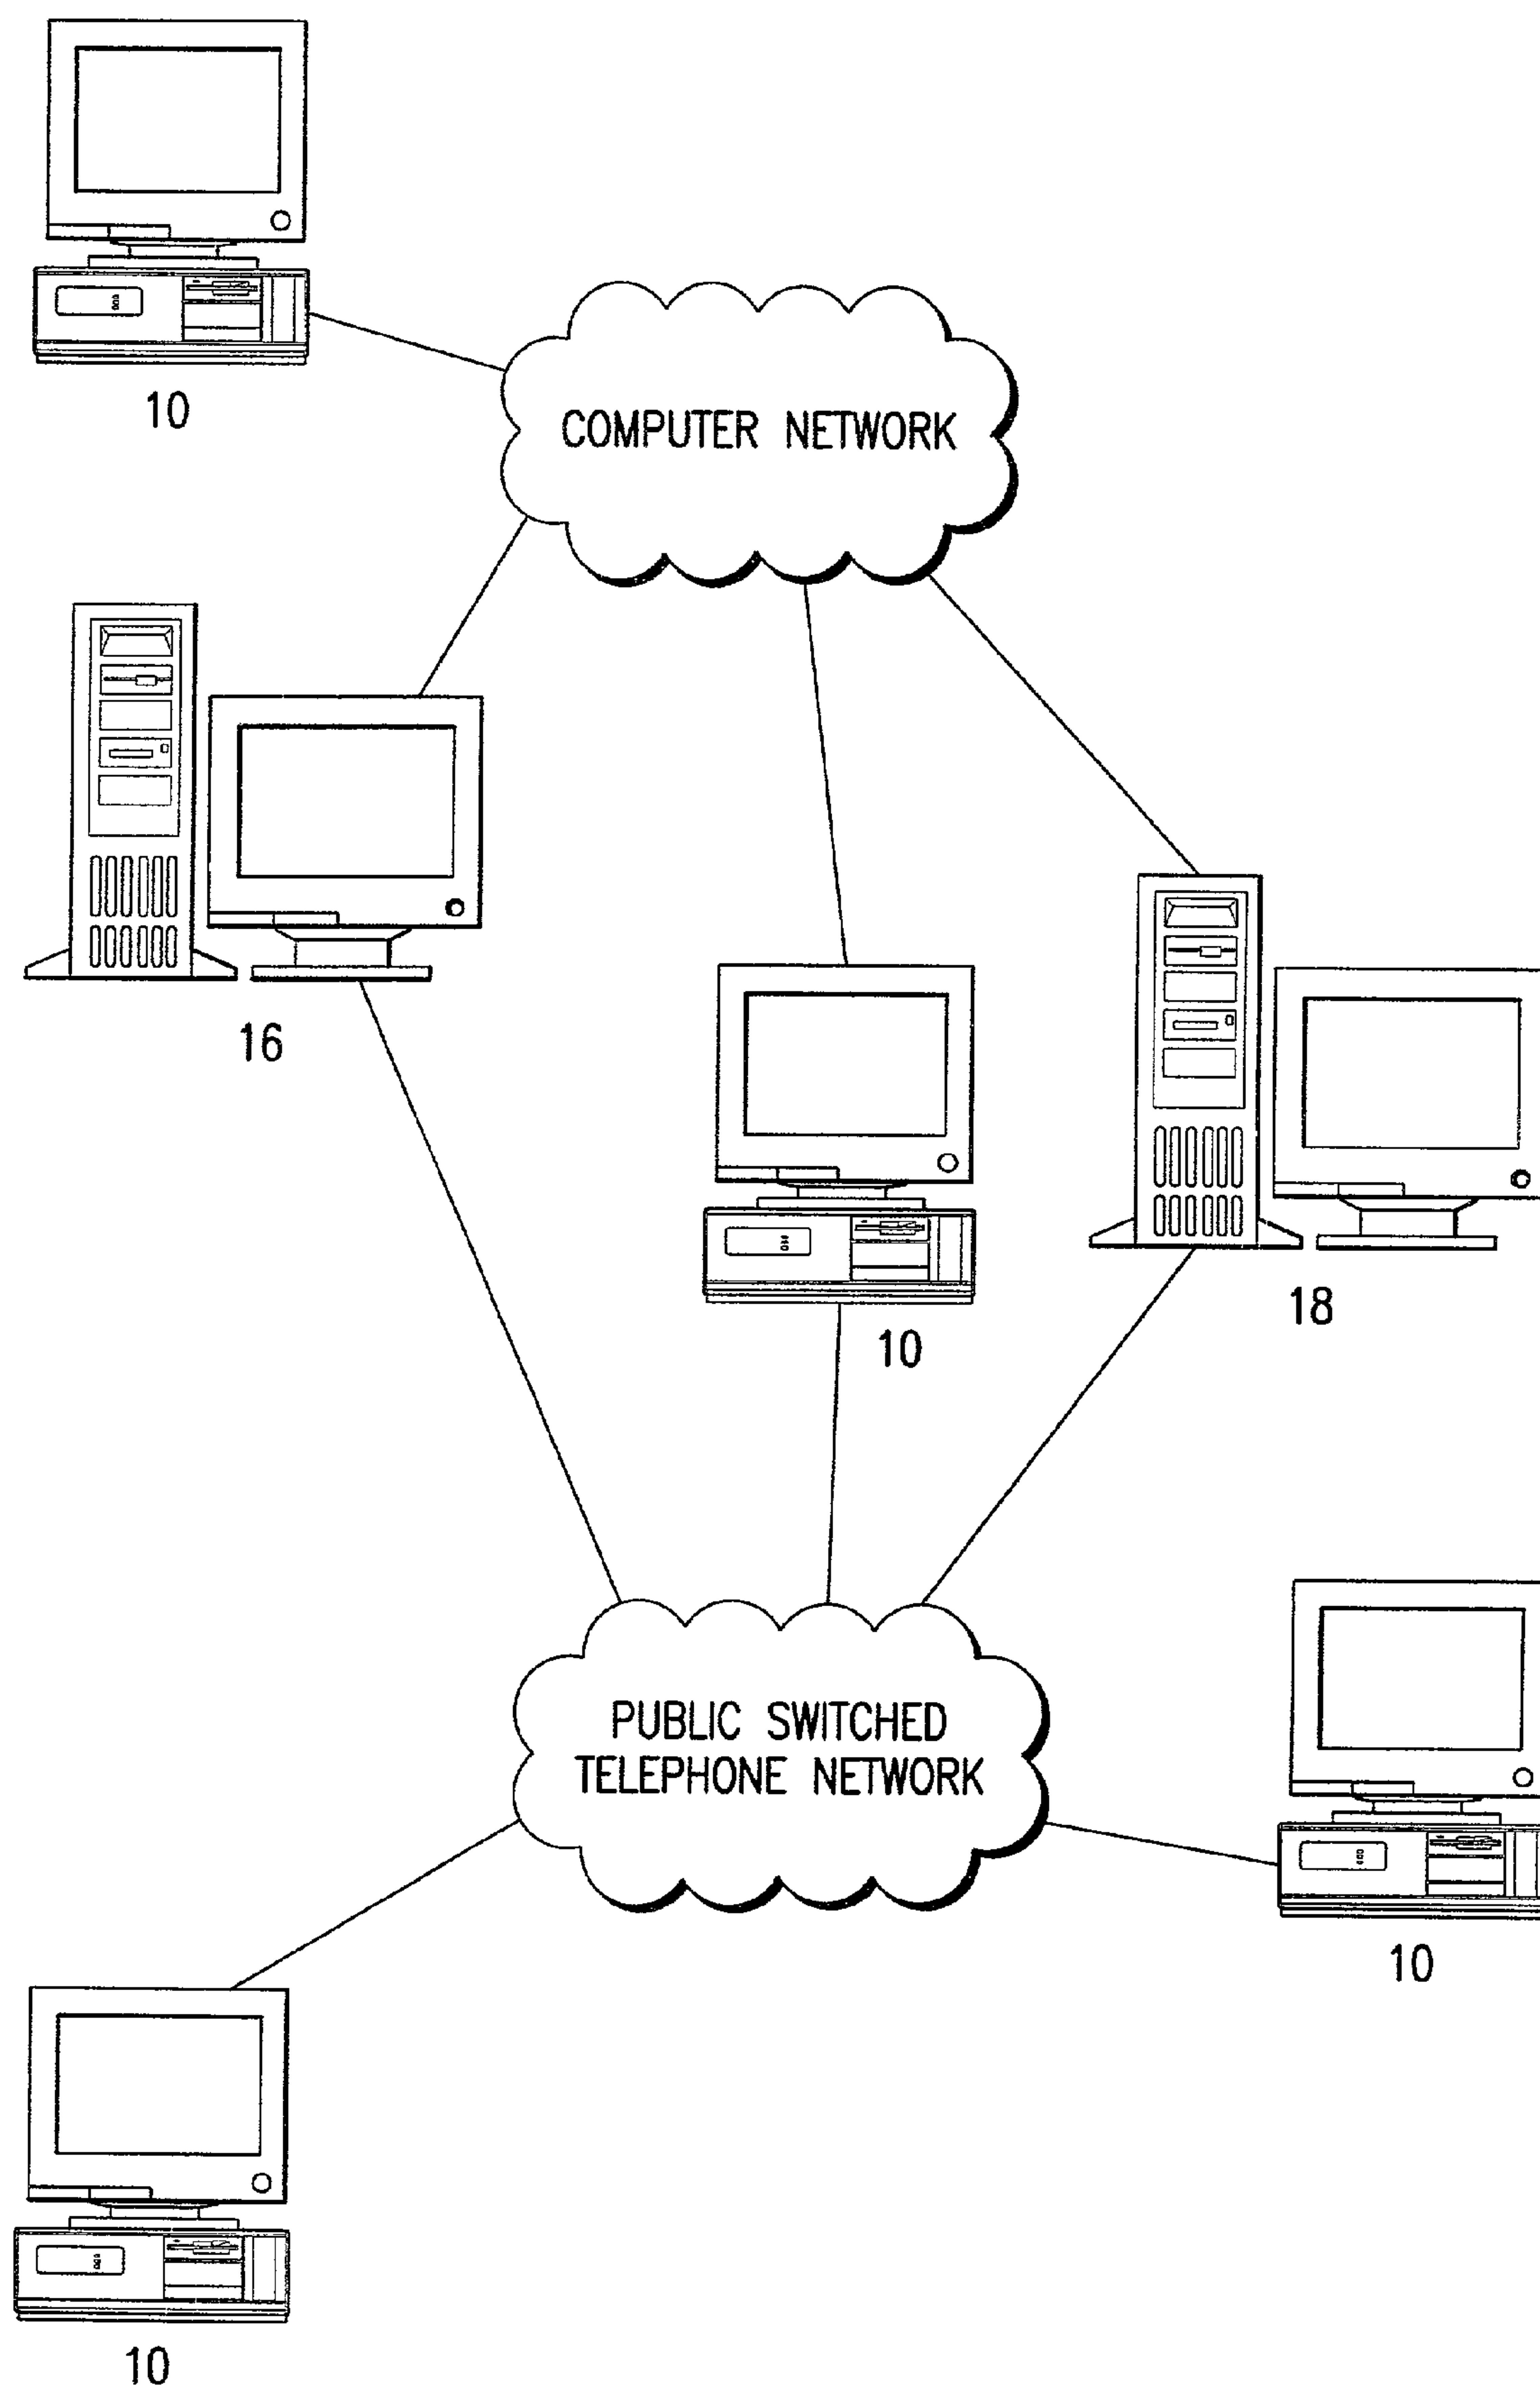 10
COMPUTER NETWORK
16
10
18
PUBLIC SWITCHED
TELEPHONE NETWORK
10
10